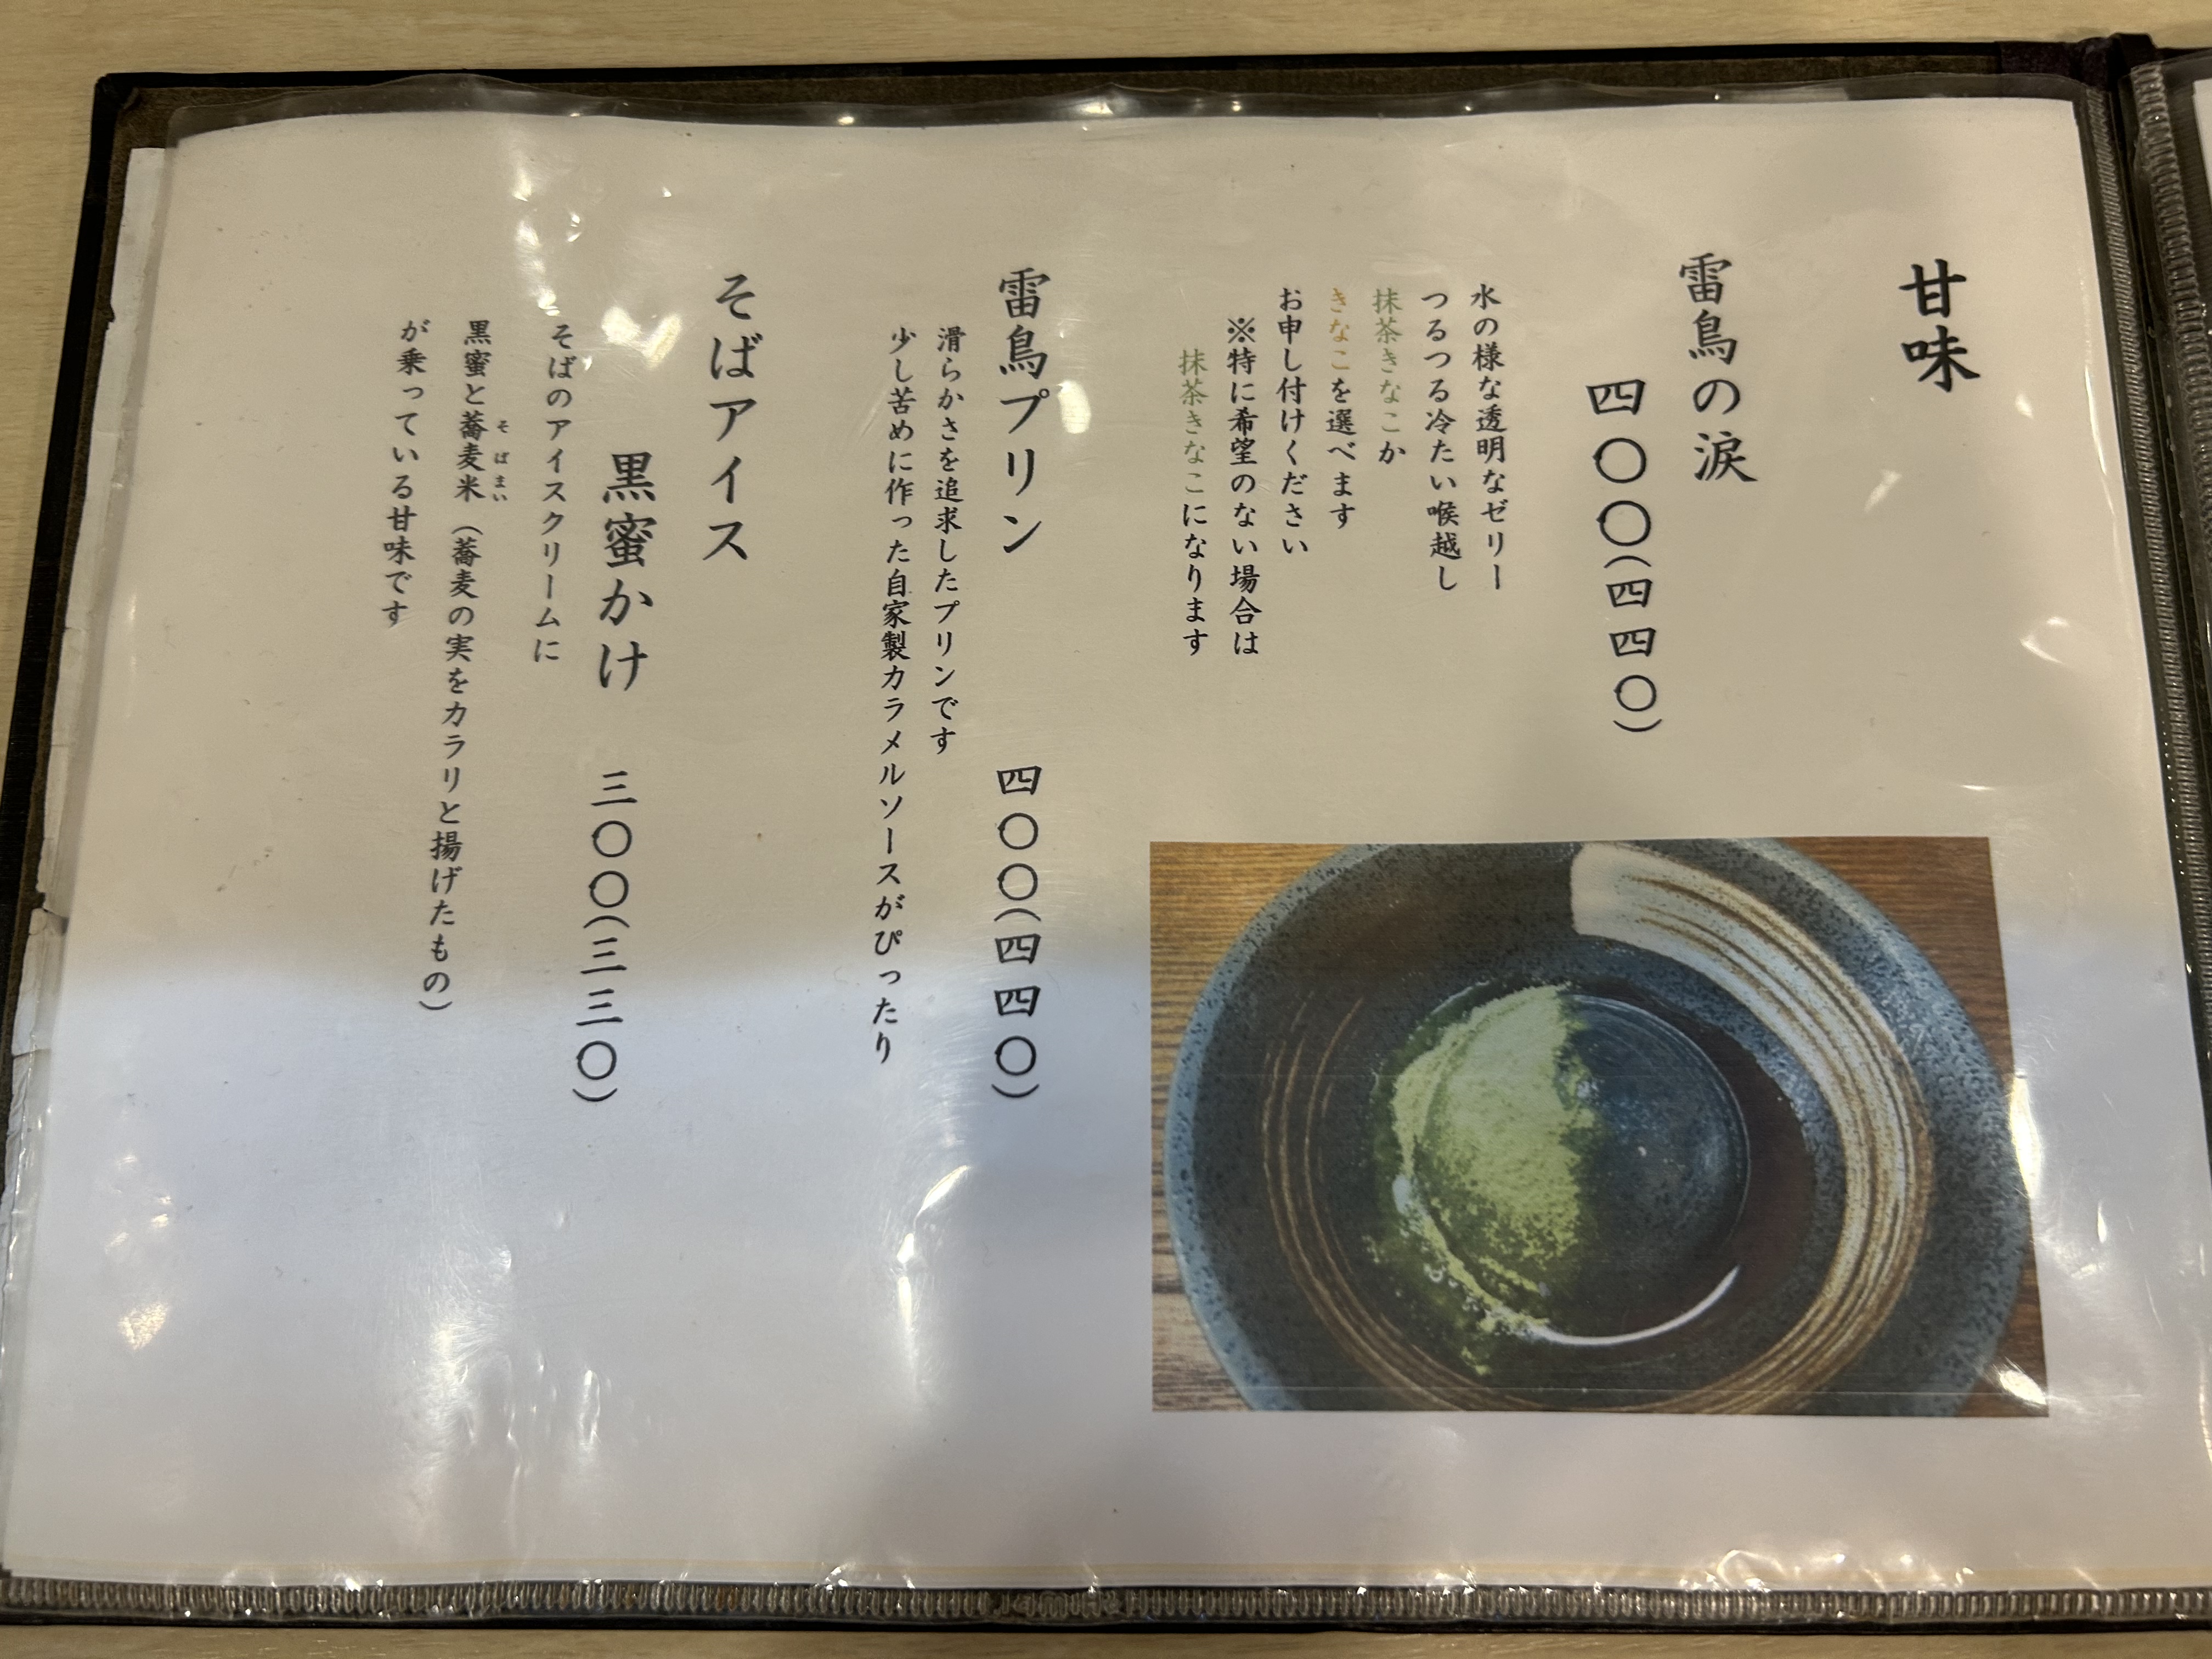 甘味
雷鳥の涙
四〇〇(四四〇)
水の様な透明なゼリー
つるつる冷たい喉越し
抹茶きなこか
きなこを選べます
お申し付けください
※特に希望のない場合は
抹茶きなこになります
雷鳥プリン 四〇〇(四四〇)
滑らかさを追求したプリンです
少し苦めに作った自家製カラメルソースがぴったり
そばアイス
黒蜜かけ 三〇〇(三三〇)
そばのアイスクリームに
そばまい
黒蜜と蕎麦米（蕎麦の実をカラリと揚げたもの）
が乗っている甘味です